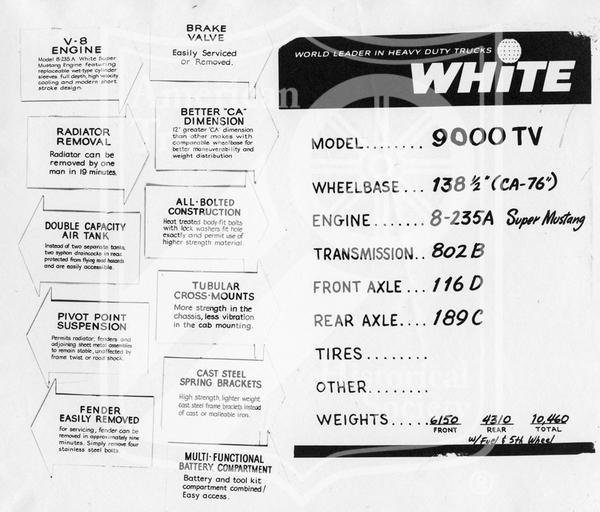 V-8
ENGINE
Model 8-235A White Super
Mustang Engine featuring
replaceable wet-type cylinder
sleeves full depth, high velocity
cooling and modern short
stroke design.
BRAKE
VALVE
Easily Serviced
or Removed.
RADIATOR
REMOVAL
Radiator can be
removed by one
man in 19 minutes.
BETTER "CA"
DIMENSION
12" greater "CA" dimension
than other makes with
comparable wheelbase for
better maneuverability and
weight distribution
DOUBLE CAPACITY
AIR TANK
Instead of two separate tanks,
two syphon draincocks in rear,
protected from flying road hazards
and are easily accessible.
ALL-BOLTED
CONSTRUCTION
Heat treated body-fit bolts
with lock washers fit hole
exactly and permit use of
higher strength material.
PIVOT POINT
SUSPENSION
Permits radiator, fenders and
adjoining sheet metal assemblies
to remain stable, unaffected by
frame twist or road shock.
TUBULAR
CROSS-MOUNTS
More strength in the
chassis, less vibration
in the cab mounting.
FENDER
EASILY REMOVED
For servicing, fender can be
removed in approximately nine
minutes. Simply remove four
stainless steel bolts.
CAST STEEL
SPRING BRACKETS
High strength, lighter weight
cast steel frame brackets instead
of cast or malleable iron.
MULTI-FUNCTIONAL
BATTERY COMPARTMENT
Battery and tool kit
compartment combined/
Easy access.
WORLD LEADER IN HEAVY DUTY TRUCKS
WHITE
MODEL........ 9000 TV
WHEELBASE... 138 ½" (CA-76")
ENGINE....... 8-235A Super Mustang
TRANSMISSION.. 802 B
FRONT AXLE... 116 D
REAR AXLE.... 189 C
TIRES.........
OTHER........
WEIGHTS..... 6150 4310 10,460
FRONT REAR TOTAL
w/Fuel & 5th Wheel